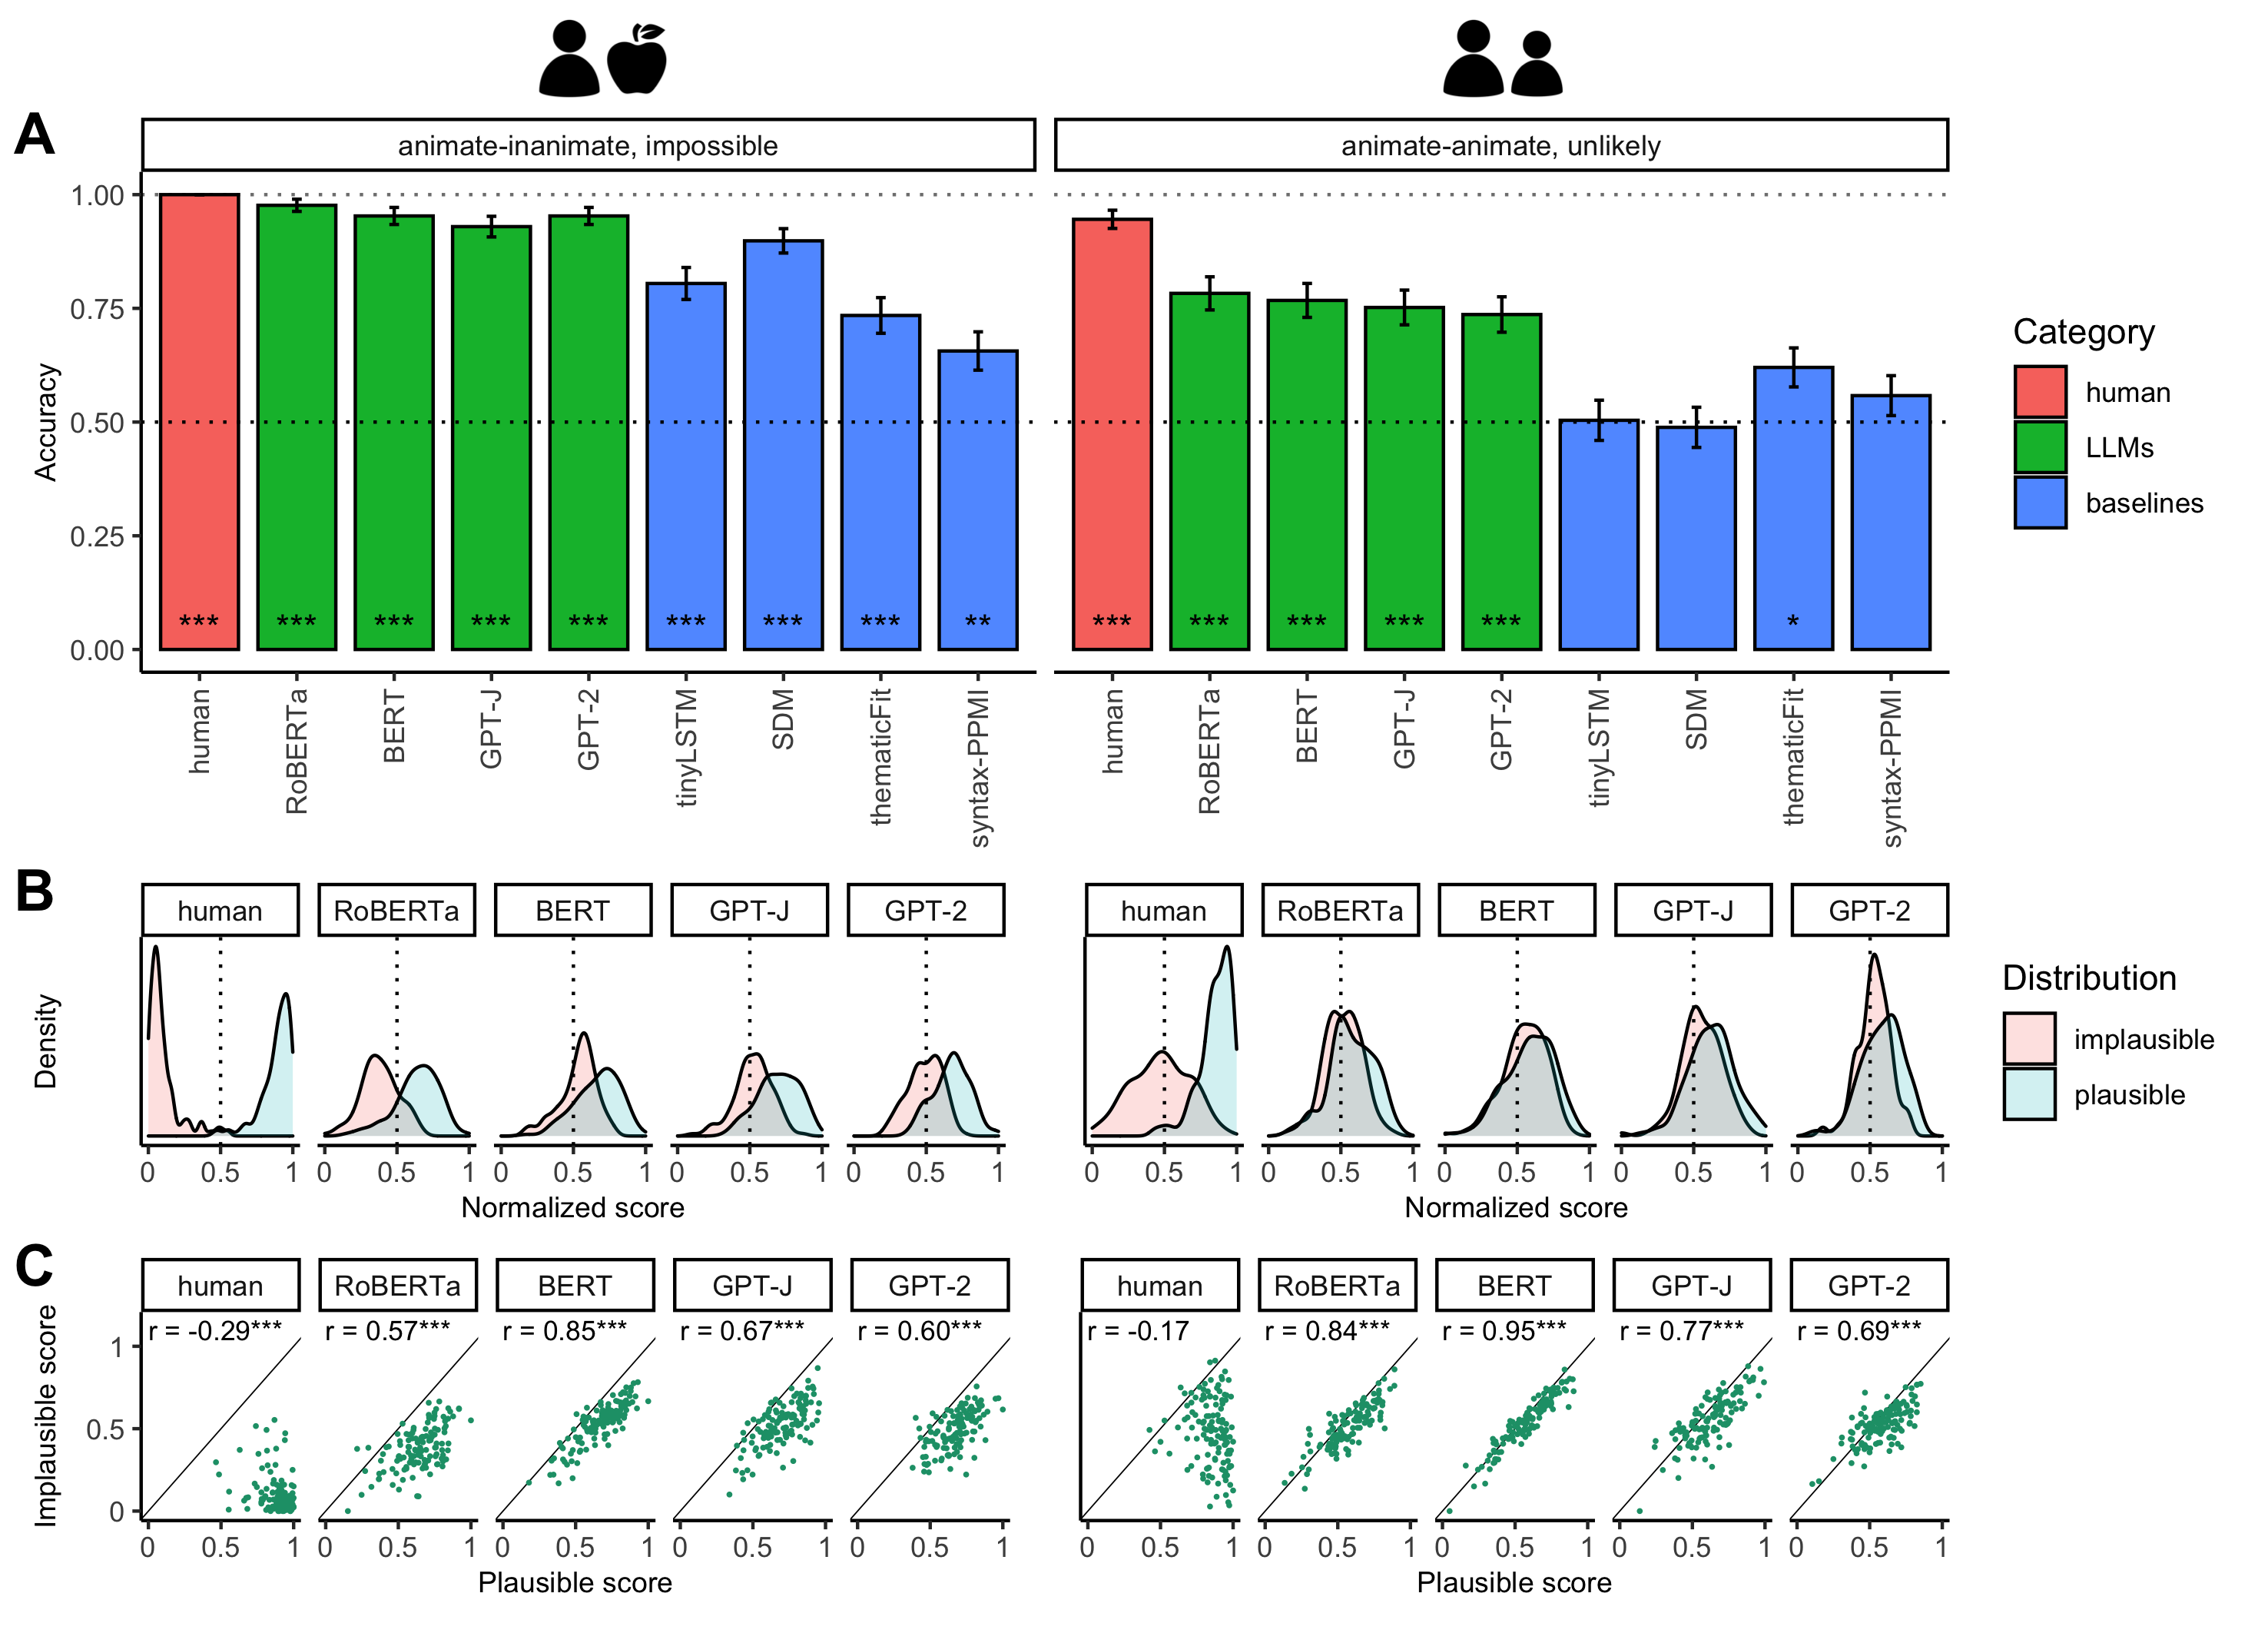 A
animate-inanimate, impossible
animate-animate, unlikely
Accuracy
1.00
0.75
0.50
0.25
0.00
*** *** *** *** *** *** *** *** **
*** *** *** *** *** *
human RoBERTa BERT GPT-J GPT-2 tinyLSTM SDM thematicFit syntax-PPMI
human RoBERTa BERT GPT-J GPT-2 tinyLSTM SDM thematicFit syntax-PPMI
Category
human
LLMs
baselines
B
human RoBERTa BERT GPT-J GPT-2
human RoBERTa BERT GPT-J GPT-2
Density
0 0.5 1 0 0.5 1 0 0.5 1 0 0.5 1 0 0.5 1
0 0.5 1 0 0.5 1 0 0.5 1 0 0.5 1 0 0.5 1
Normalized score
Normalized score
Distribution
implausible
plausible
C
human RoBERTa BERT GPT-J GPT-2
human RoBERTa BERT GPT-J GPT-2
r = -0.29*** r = 0.57*** r = 0.85*** r = 0.67*** r = 0.60***
r = -0.17 r = 0.84*** r = 0.95*** r = 0.77*** r = 0.69***
Implausible score
1
0.5
0
0 0.5 1 0 0.5 1 0 0.5 1 0 0.5 1 0 0.5 1
0 0.5 1 0 0.5 1 0 0.5 1 0 0.5 1 0 0.5 1
Plausible score
Plausible score